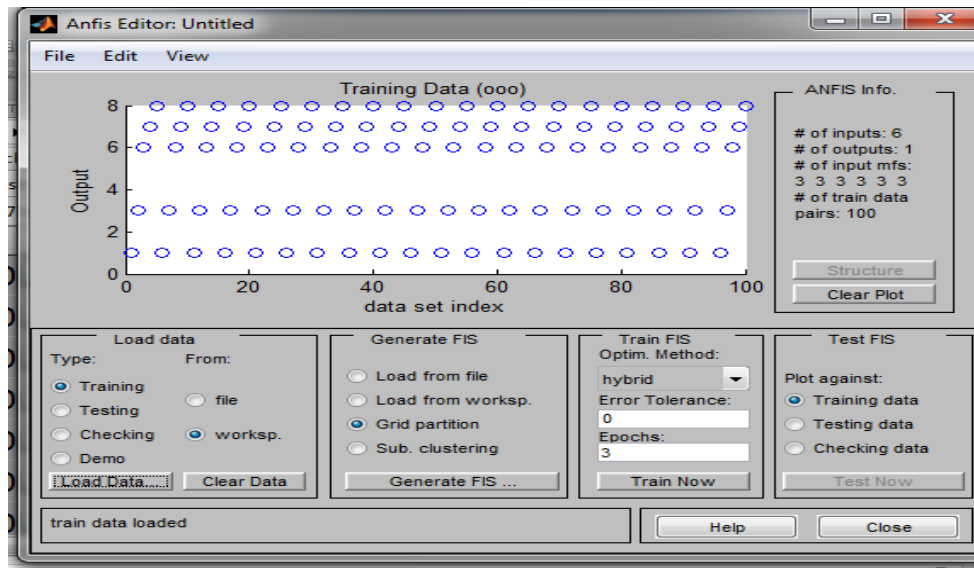 Anfis Editor: Untitled
File Edit View
Training Data (ooo)
8
6
4
2
0
Output
0 20 40 60 80 100
data set index
ANFIS Info.
# of inputs: 6
# of outputs: 1
# of input mfs:
3 3 3 3 3 3
# of train data
pairs: 100
Structure
Clear Plot
Load data
Type: From:
Training
Testing
Checking
Demo
file
worksp.
Load Data...
Clear Data
Generate FIS
Load from file
Load from worksp.
Grid partition
Sub. clustering
Generate FIS ...
Train FIS
Optim. Method:
hybrid
Error Tolerance:
0
Epochs:
3
Train Now
Test FIS
Plot against:
Training data
Testing data
Checking data
Test Now
train data loaded
Help
Close